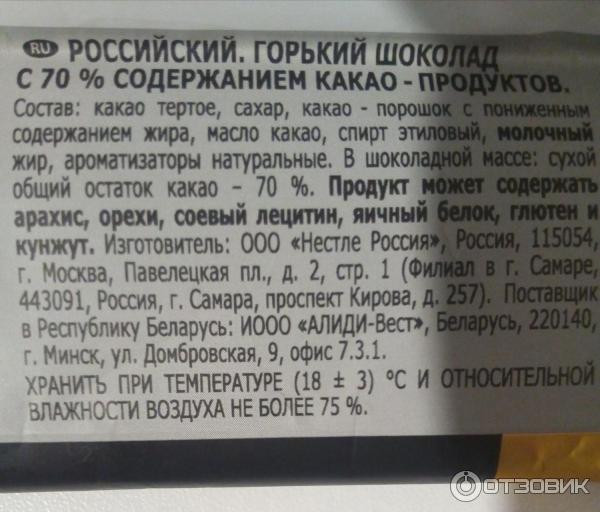 RU РОССИЙСКИЙ. ГОРЬКИЙ ШОКОЛАД
С 70 % СОДЕРЖАНИЕМ КАКАО - ПРОДУКТОВ.
Состав: какао тертое, сахар, какао - порошок с пониженным
содержанием жира, масло какао, спирт этиловый, молочный
жир, ароматизаторы натуральные. В шоколадной массе: сухой
общий остаток какао – 70 %. Продукт может содержать
арахис, орехи, соевый лецитин, яичный белок, глютен и
кунжут. Изготовитель: ООО «Нестле Россия», Россия, 115054,
г. Москва, Павелецкая пл., д. 2, стр. 1 (Филиал в г. Самаре,
443091, Россия, г. Самара, проспект Кирова, д. 257). Поставщик
в Республику Беларусь: ИООО «АЛИДИ-Вест», Беларусь, 220140,
г. Минск, ул. Домбровская, 9, офис 7.3.1.
ХРАНИТЬ ПРИ ТЕМПЕРАТУРЕ (18 ± 3) °С И ОТНОСИТЕЛЬНОЙ
ВЛАЖНОСТИ ВОЗДУХА НЕ БОЛЕЕ 75 %.
ОТЗОВИК